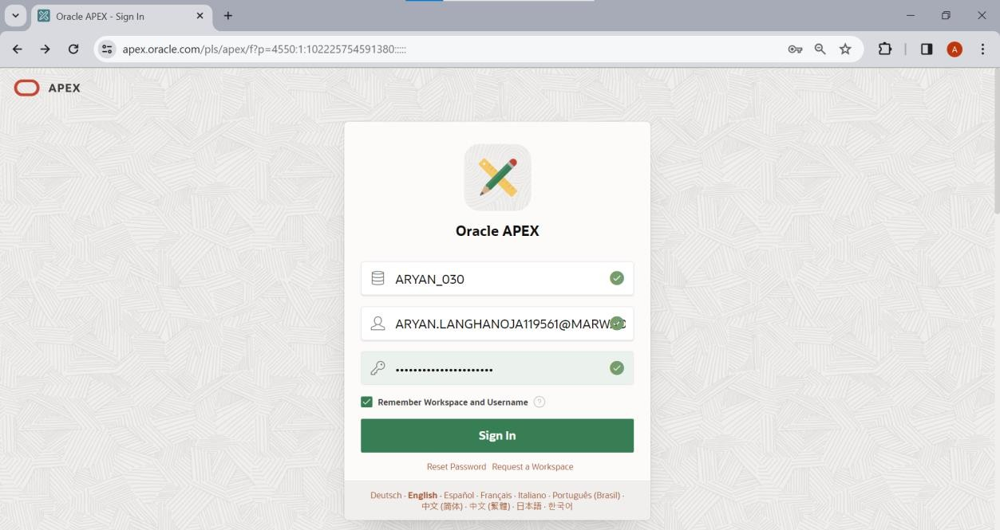 Oracle APEX - Sign In
apex.oracle.com/pls/apex/f?p=4550:1:102225754591380:::::
A
APEX
Oracle APEX
ARYAN_030
ARYAN.LANGHANOJA119561@MARWA
••••••••••••••••••••••
Remember Workspace and Username ?
Sign In
Reset Password Request a Workspace
Deutsch · English · Español · Français · Italiano · Português (Brasil) ·
中文 (简体) · 中文 (繁體) · 日本語 · 한국어